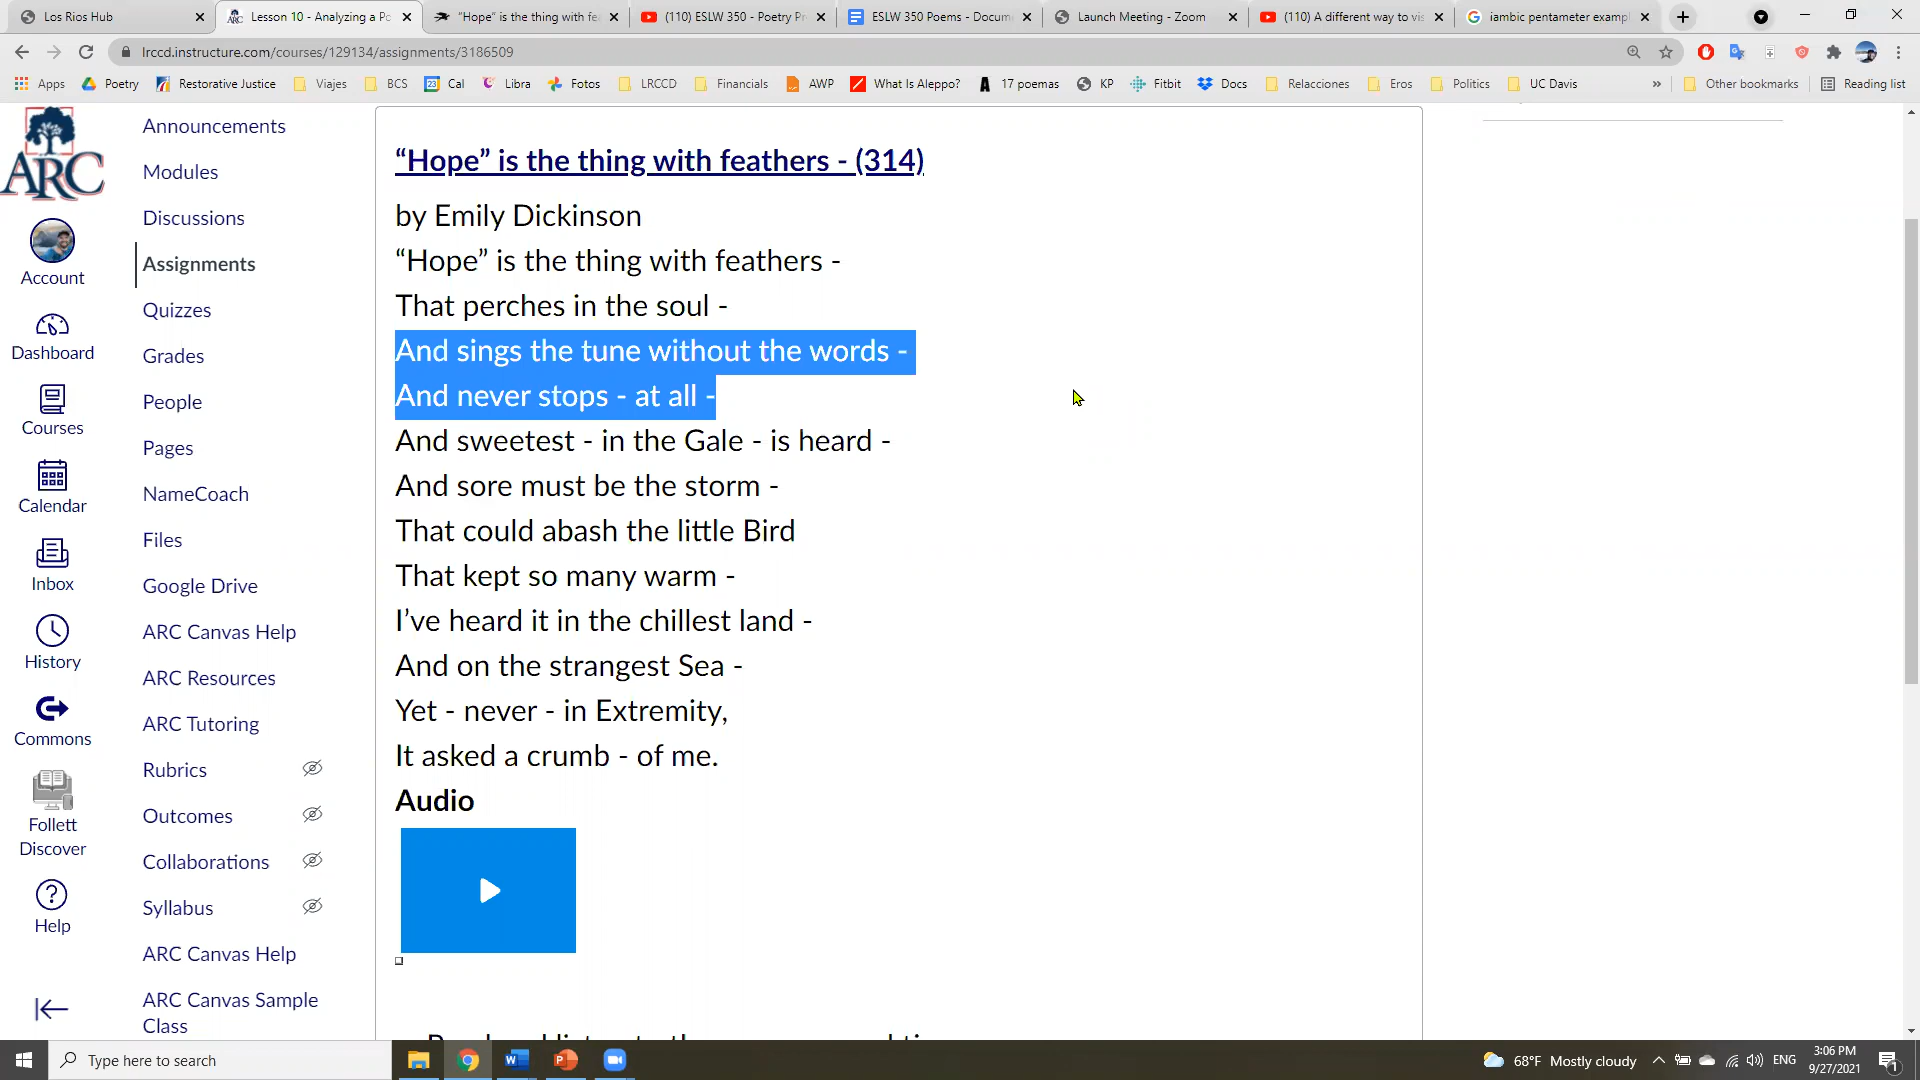 Los Rios Hub
Lesson 10 - Analyzing a Po
"Hope" is the thing with fe
(110) ESLW 350 - Poetry Pr
ESLW 350 Poems - Docum
Launch Meeting - Zoom
(110) A different way to vis
iambic pentameter exampl
lrccd.instructure.com/courses/129134/assignments/3186509
Apps
Poetry
Restorative Justice
Viajes
BCS
23
Cal
Libra
Fotos
LRCCD
Financials
AWP
What Is Aleppo?
17 poemas
KP
Fitbit
Docs
Relacciones
Eros
Politics
UC Davis
»
Other bookmarks
Reading list
ARC
Account
Dashboard
Courses
Calendar
Inbox
History
Commons
Follett
Discover
Help
Announcements
Modules
Discussions
Assignments
Quizzes
Grades
People
Pages
NameCoach
Files
Google Drive
ARC Canvas Help
ARC Resources
ARC Tutoring
Rubrics
Outcomes
Collaborations
Syllabus
ARC Canvas Help
ARC Canvas Sample
Class
“Hope” is the thing with feathers - (314)
by Emily Dickinson
“Hope” is the thing with feathers -
That perches in the soul -
And sings the tune without the words -
And never stops - at all -
And sweetest - in the Gale - is heard -
And sore must be the storm -
That could abash the little Bird
That kept so many warm -
I’ve heard it in the chillest land -
And on the strangest Sea -
Yet - never - in Extremity,
It asked a crumb - of me.
Audio
Type here to search
68°F Mostly cloudy
ENG
3:06 PM
9/27/2021
1